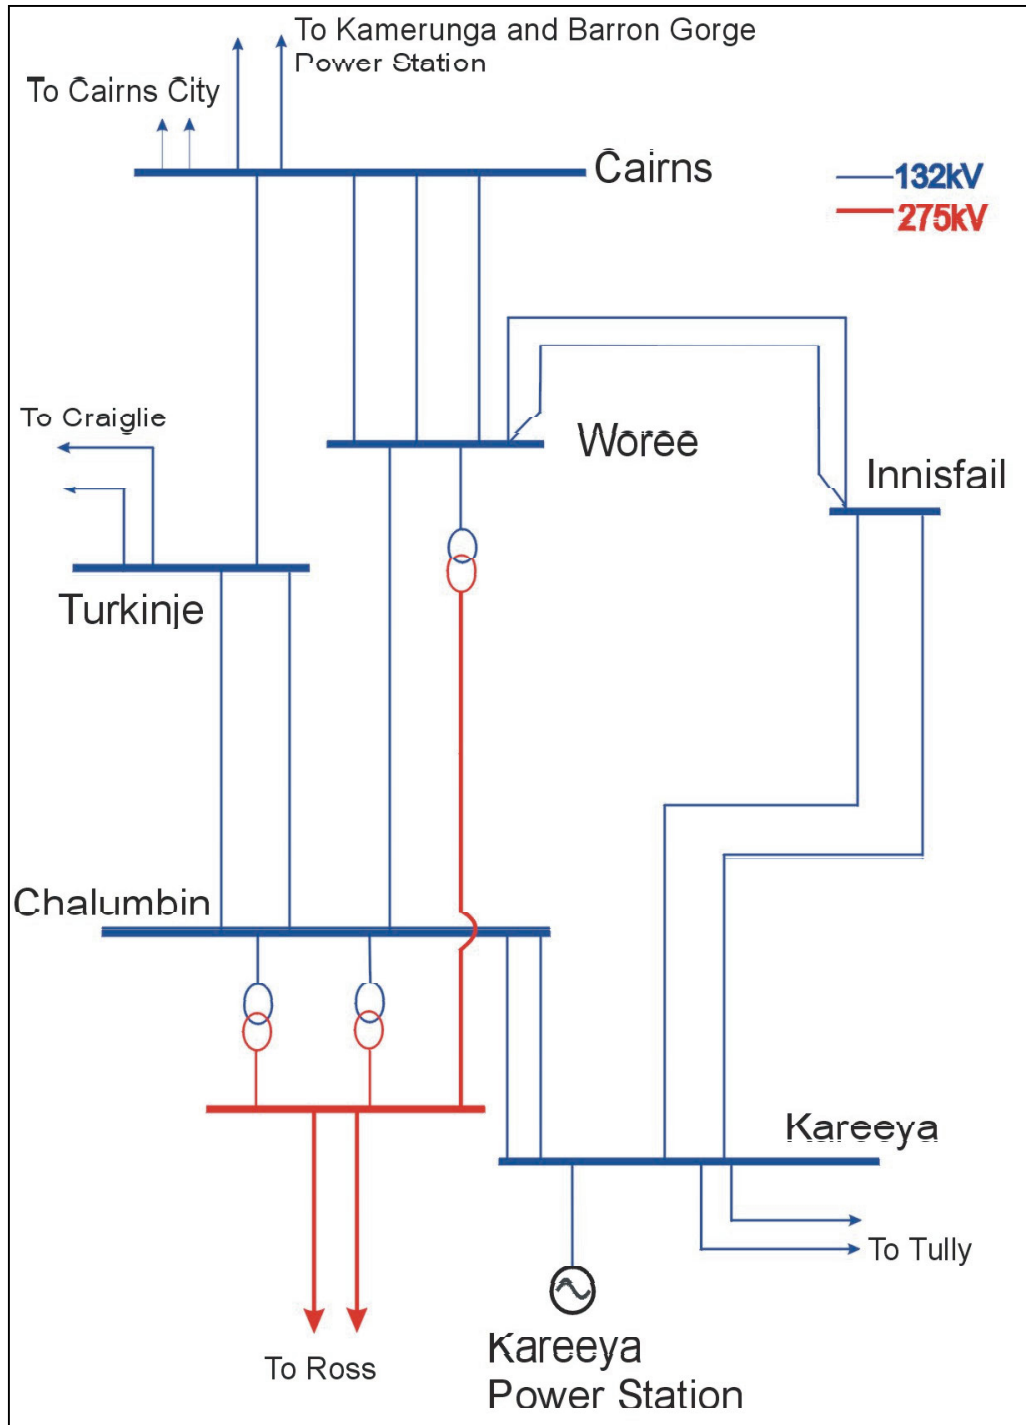 To Kamerunga and Barron Gorge
Power Station
To Cairns City
Cairns
132kV
275kV
To Craiglie
Woree
Innisfail
Turkinje
Chalumbin
Kareeya
To Tully
To Ross
Kareeya
Power Station